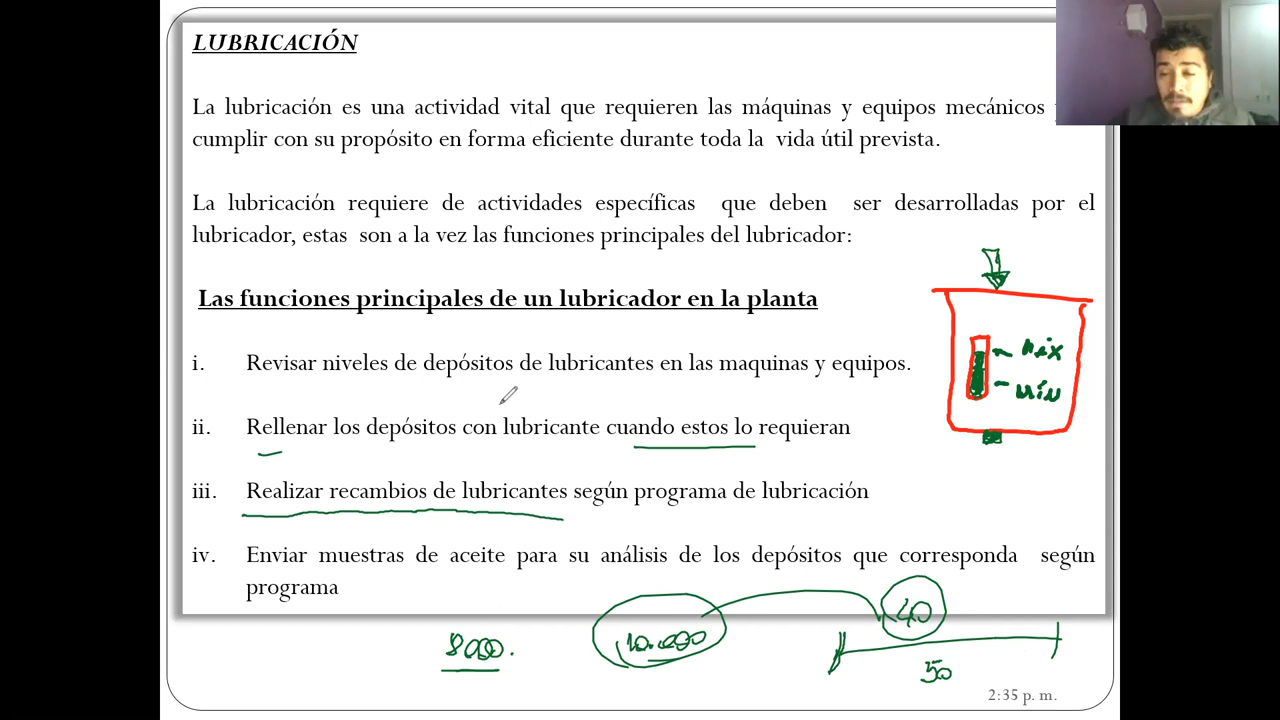 LUBRICACIÓN
La lubricación es una actividad vital que requieren las máquinas y equipos mecánicos
cumplir con su propósito en forma eficiente durante toda la vida útil prevista.
La lubricación requiere de actividades específicas que deben ser desarrolladas por el
lubricador, estas son a la vez las funciones principales del lubricador:
Las funciones principales de un lubricador en la planta
i. Revisar niveles de depósitos de lubricantes en las maquinas y equipos.
ii. Rellenar los depósitos con lubricante cuando estos lo requieran
iii. Realizar recambios de lubricantes según programa de lubricación
iv. Enviar muestras de aceite para su análisis de los depósitos que corresponda según
programa
MÁX
MÍN
8000.
10.000
40
50
2:35 p. m.